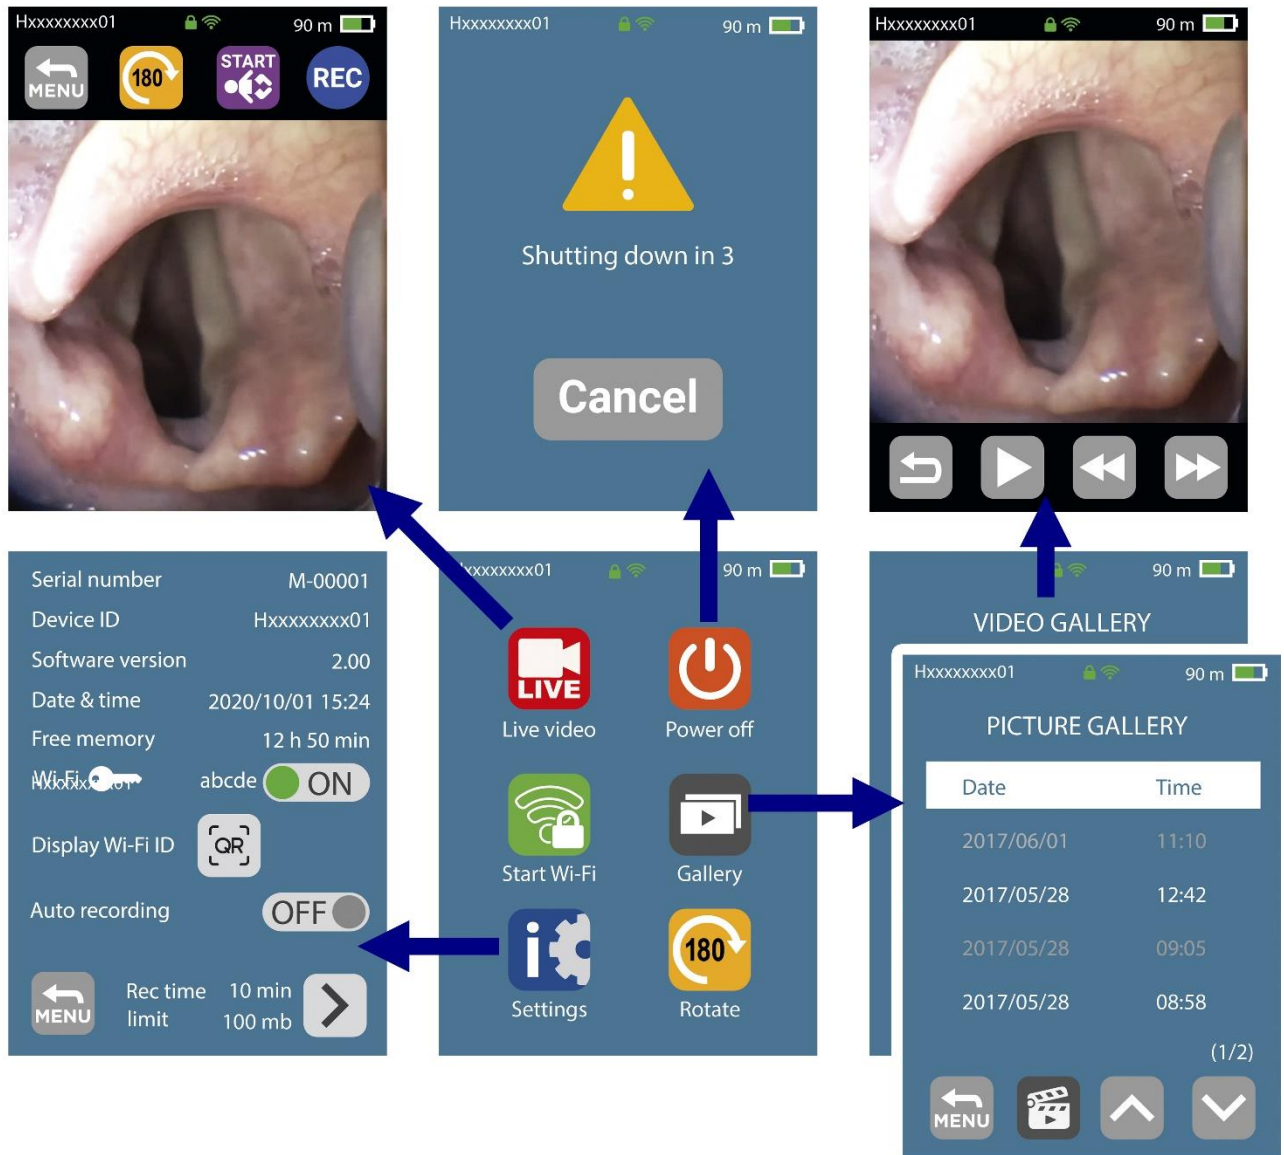 Hxxxxxxxx01 90 m
MENU 180 START REC
Hxxxxxxxx01 90 m
Shutting down in 3
Cancel
Hxxxxxxxx01 90 m
Serial number M-00001
Device ID Hxxxxxxxx01
Software version 2.00
Date & time 2020/10/01 15:24
Free memory 12 h 50 min
Wi-Fi abcde ON
Display Wi-Fi ID QR
Auto recording OFF
MENU Rec time 10 min
limit 100 mb
xxxxxxxx01 90 m
LIVE
Live video Power off
Start Wi-Fi Gallery
i 180
Settings Rotate
90 m
VIDEO GALLERY
Hxxxxxxxx01 90 m
PICTURE GALLERY
Date Time
2017/06/01 11:10
2017/05/28 12:42
2017/05/28 09:05
2017/05/28 08:58
(1/2)
MENU